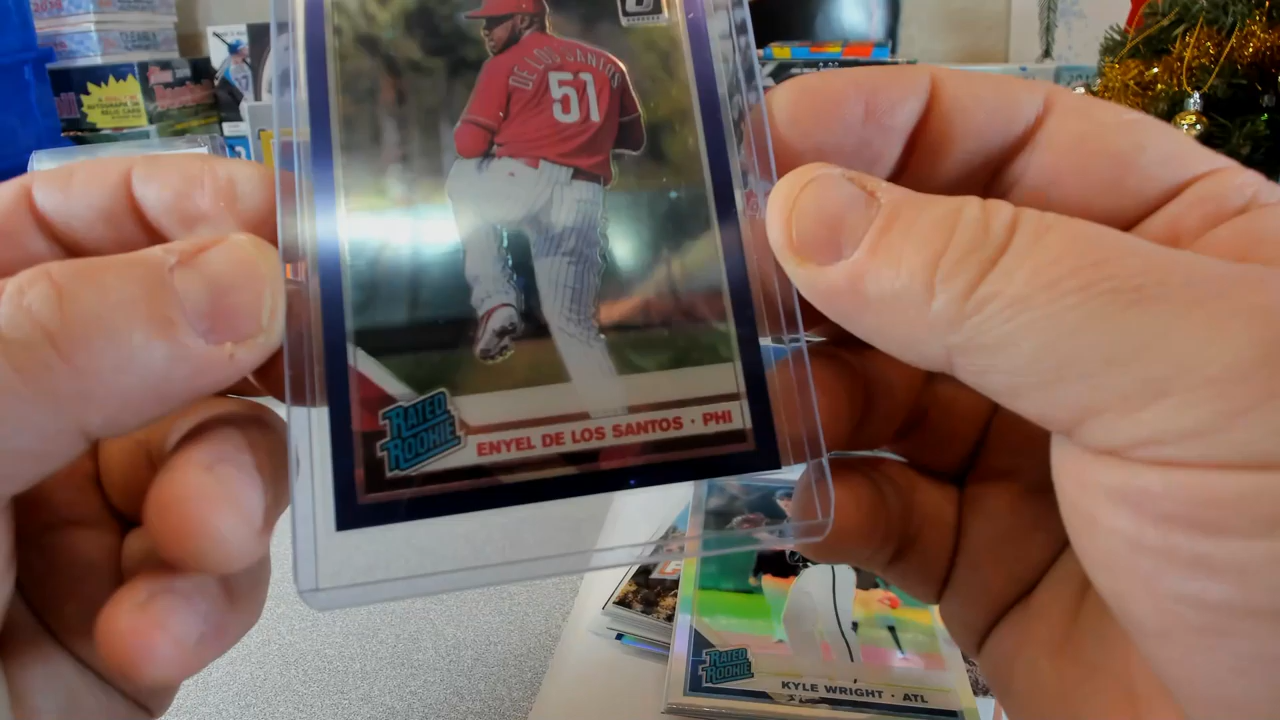 DE LOS SANTOS
51
RATED
ROOKIE
ENYEL DE LOS SANTOS · PHI
RATED
ROOKIE
KYLE WRIGHT · ATL